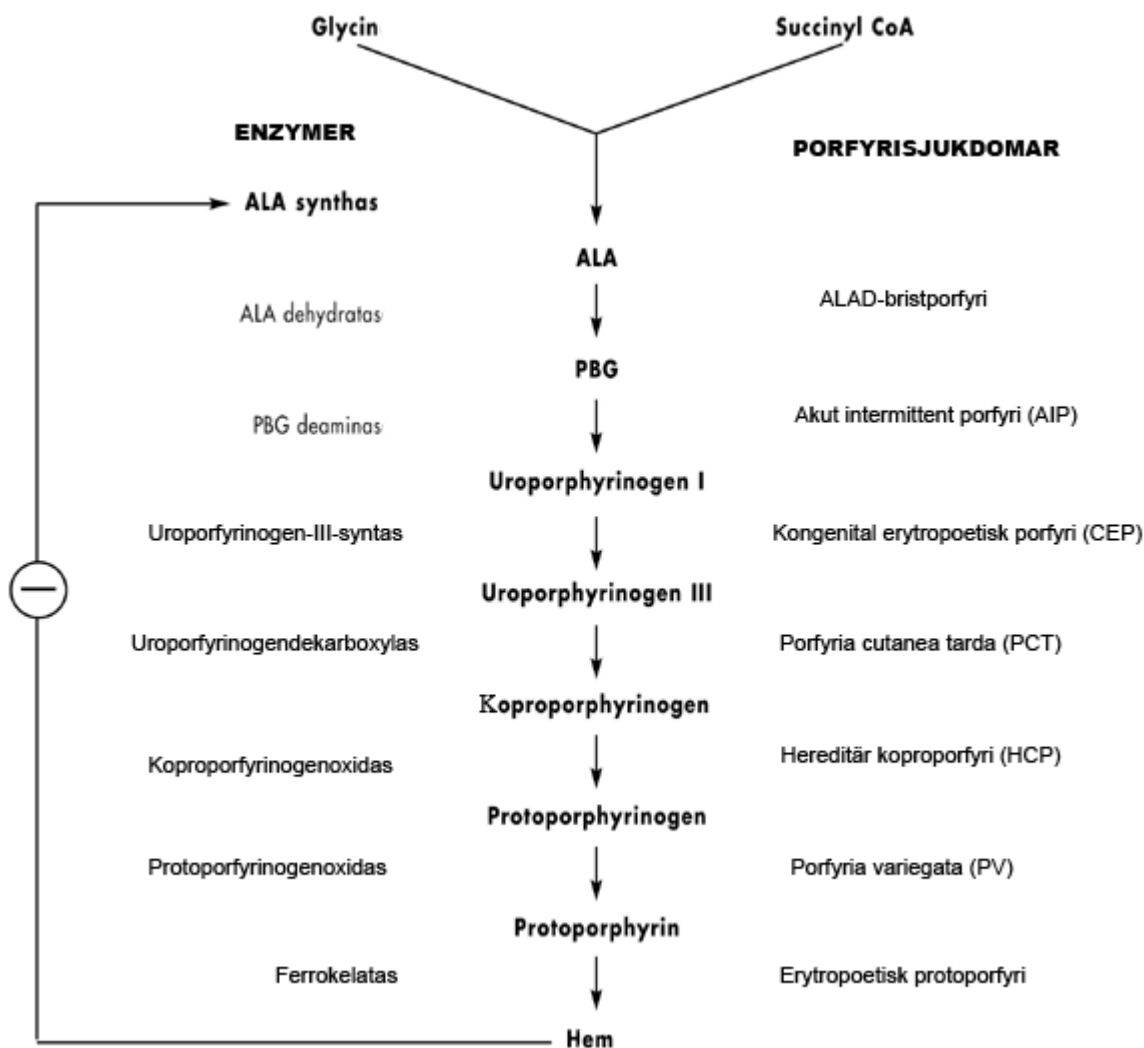 Glycin Succinyl CoA
ENZYMER PORFYRISJUKDOMAR
ALA synthas
ALA
ALAD-bristporfyri
ALA dehydratas
PBG
Akut intermittent porfyri (AIP)
PBG deaminas
Uroporphyrinogen I
Uroporfyrinogen-III-syntas Kongenital erytropoetisk porfyri (CEP)
Uroporphyrinogen III
Uroporfyrinogendekarboxylas Porfyria cutanea tarda (PCT)
Koproporphyrinogen
Koproporfyrinogenoxidas Hereditär koproporfyri (HCP)
Protoporphyrinogen
Protoporfyrinogenoxidas Porfyria variegata (PV)
Protoporphyrin
Ferrokelatas Erytropoetisk protoporfyri
Hem